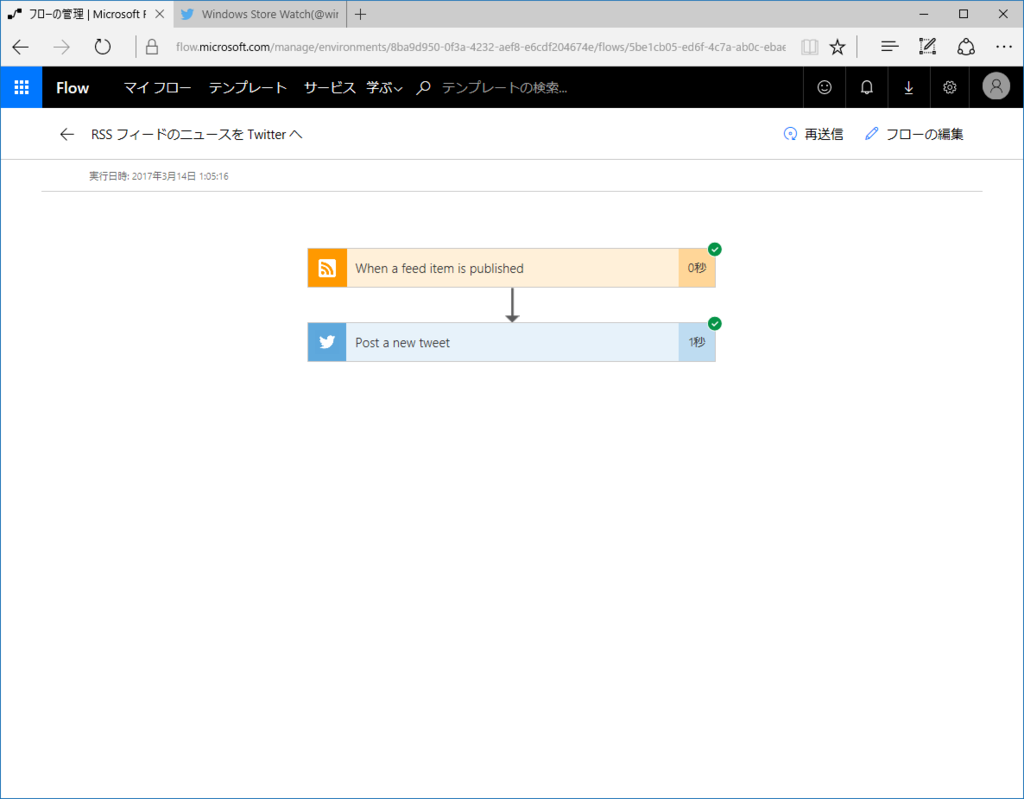 フローの管理 | Microsoft F
Windows Store Watch(@wir
flow.microsoft.com/manage/environments/8ba9d950-0f3a-4232-aef8-e6cdf204674e/flows/5be1cb05-ed6f-4c7a-ab0c-ebae
Flow マイ フロー テンプレート サービス 学ぶ テンプレートの検索...
RSS フィードのニュースを Twitter へ 再送信 フローの編集
実行日時: 2017年3月14日 1:05:16
When a feed item is published 0秒
Post a new tweet 1秒